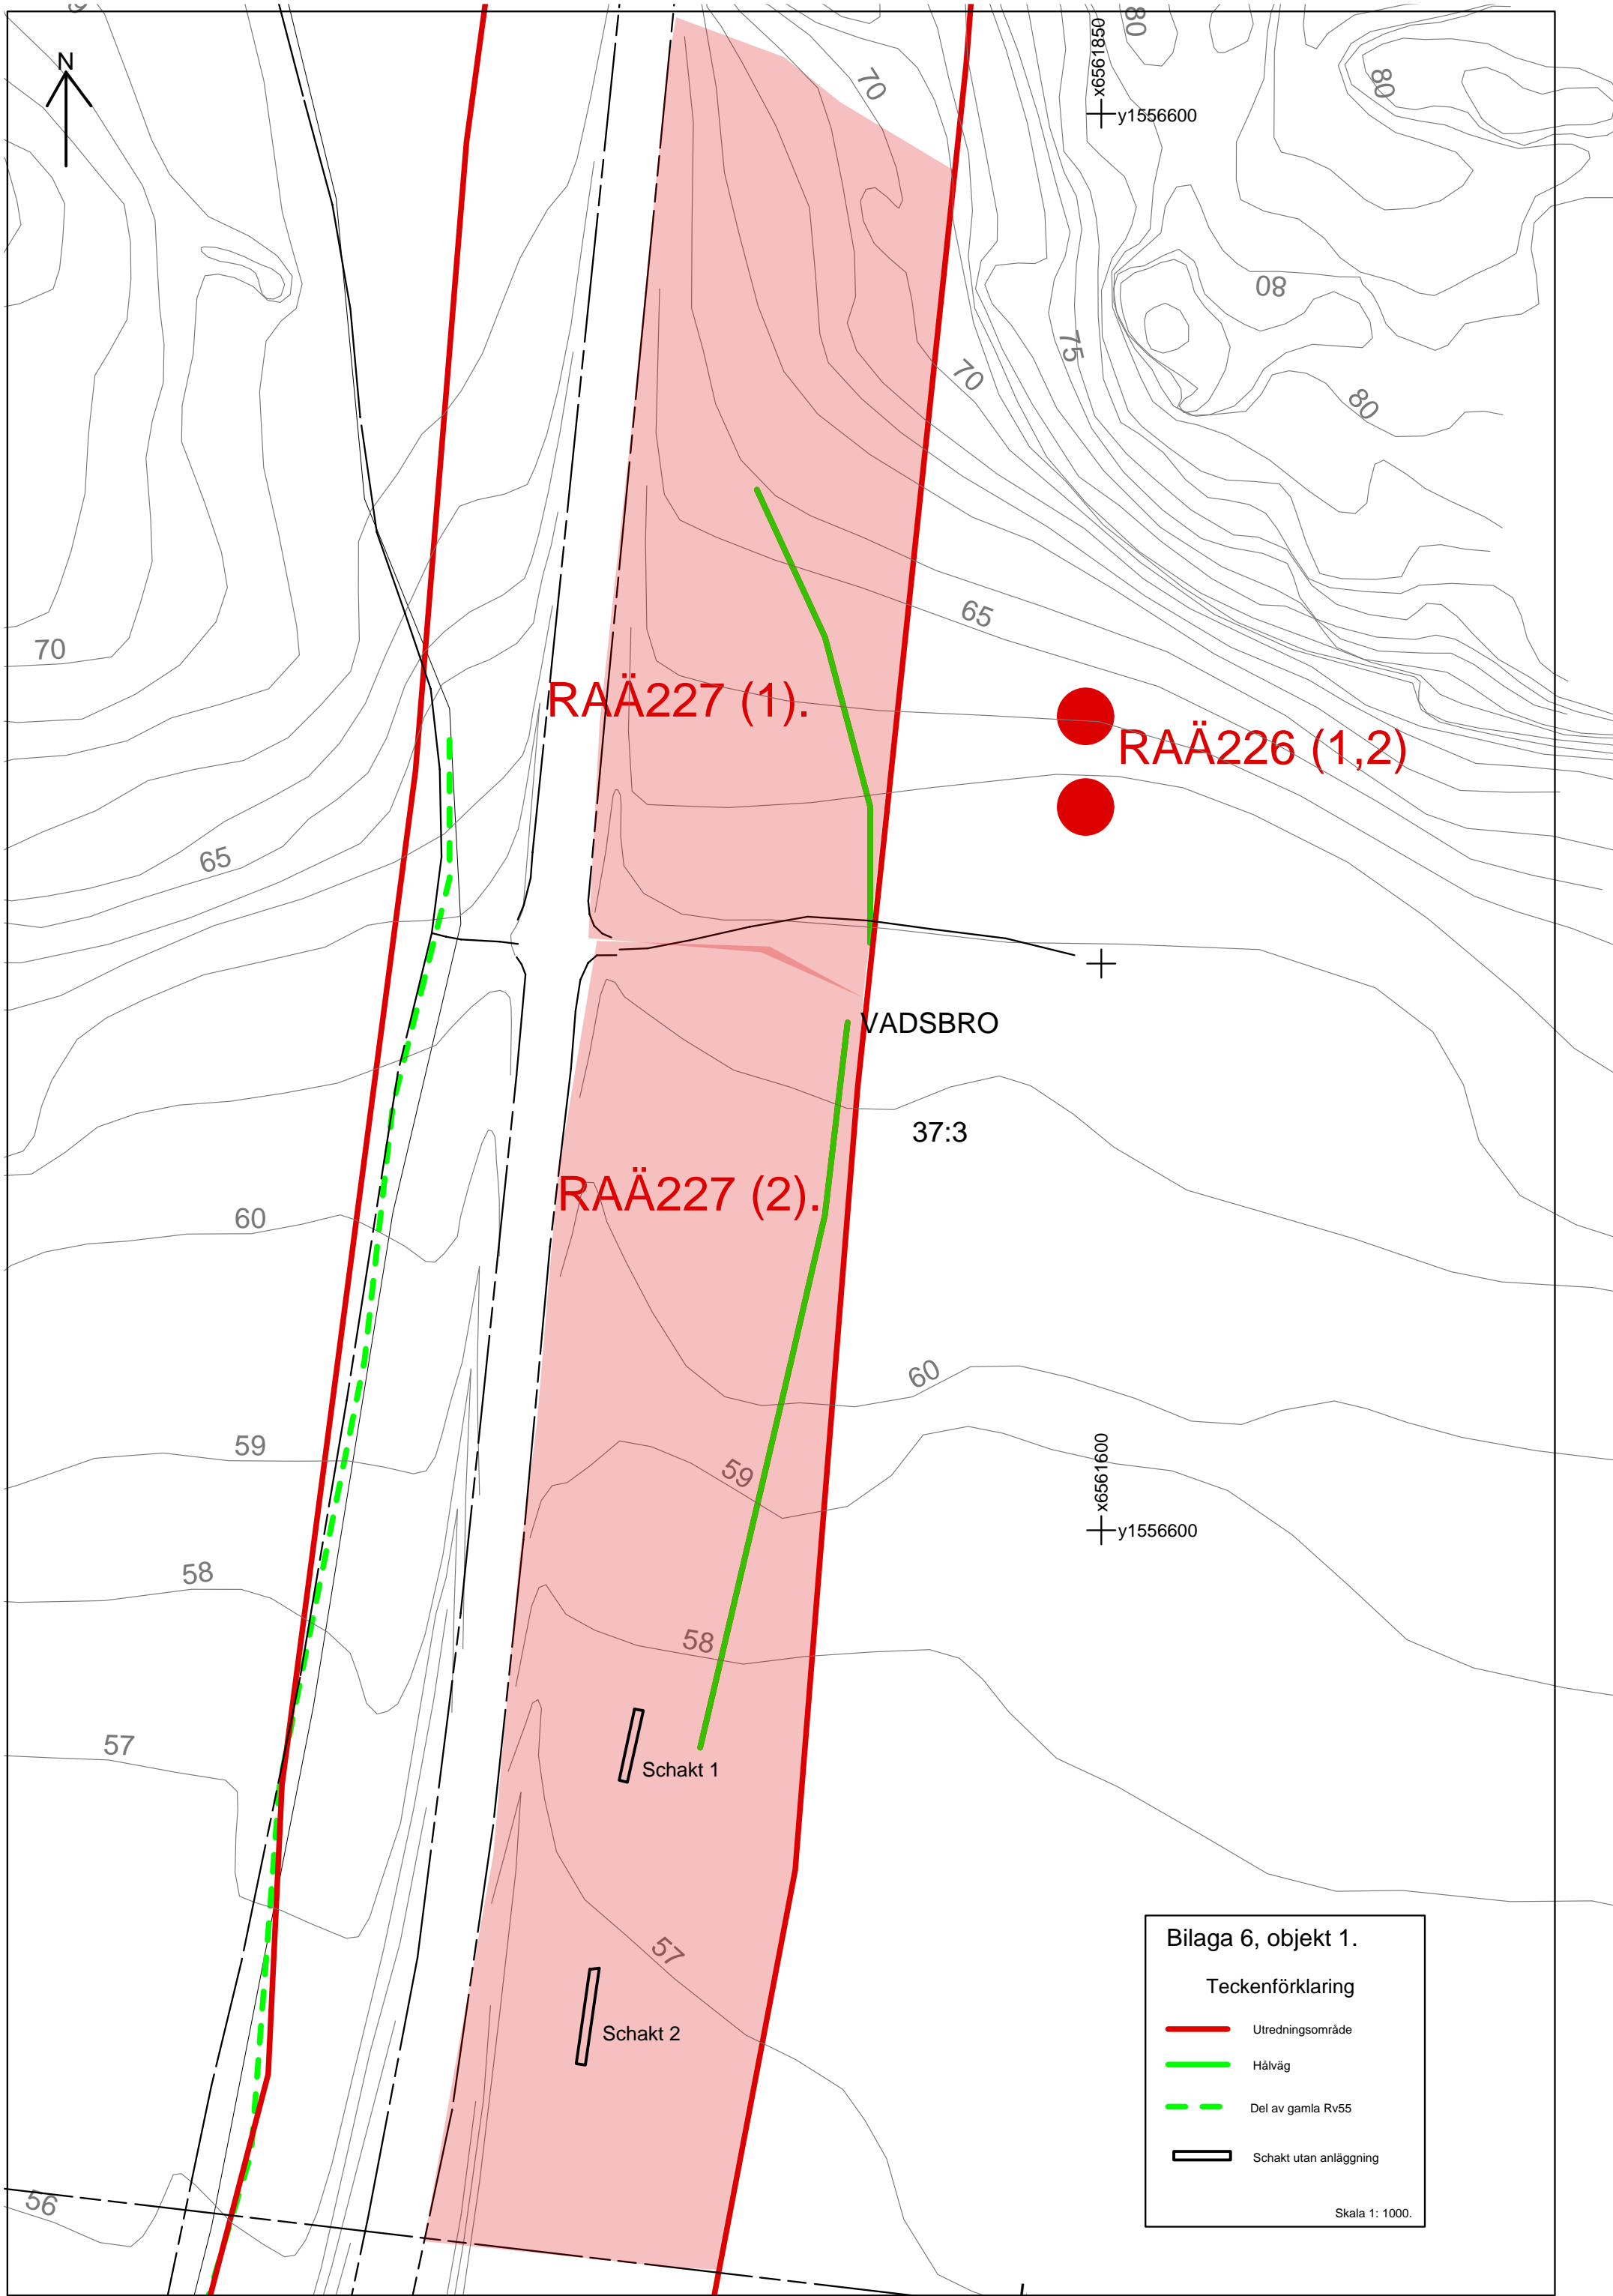 N
80
x6561850
y1556600
70
80
80
75
70
80
65
70
RAÄ227 (1).
RAÄ226 (1,2)
65
VADSBRO
37:3
RAÄ227 (2).
60
60
59
59
x6561600
y1556600
58
58
57
Schakt 1
57
Schakt 2
56
Bilaga 6, objekt 1.
Teckenförklaring
Utredningsområde
Hålväg
Del av gamla Rv55
Schakt utan anläggning
Skala 1: 1000.